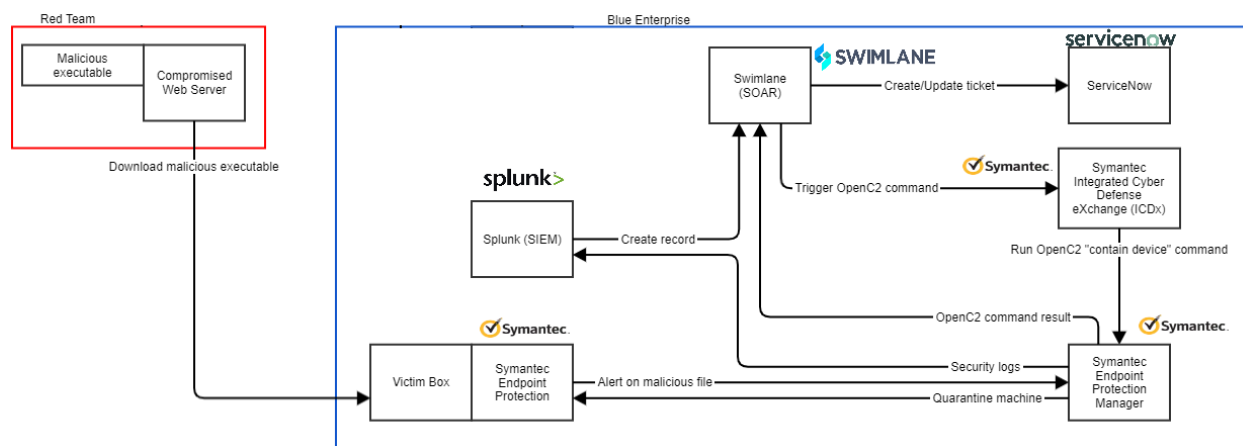 Red Team
Blue Enterprise
Malicious
executable
Compromised
Web Server
Download malicious executable
Swimlane
(SOAR)
SWIMLANE
Create/Update ticket
servicenow
ServiceNow
splunk>
Splunk (SIEM)
Create record
Trigger OpenC2 command
Symantec.
Symantec
Integrated Cyber
Defense
eXchange (ICDx)
Run OpenC2 "contain device" command
OpenC2 command result
Symantec.
Symantec.
Victim Box
Symantec
Endpoint
Protection
Alert on malicious file
Security logs
Quarantine machine
Symantec
Endpoint
Protection
Manager